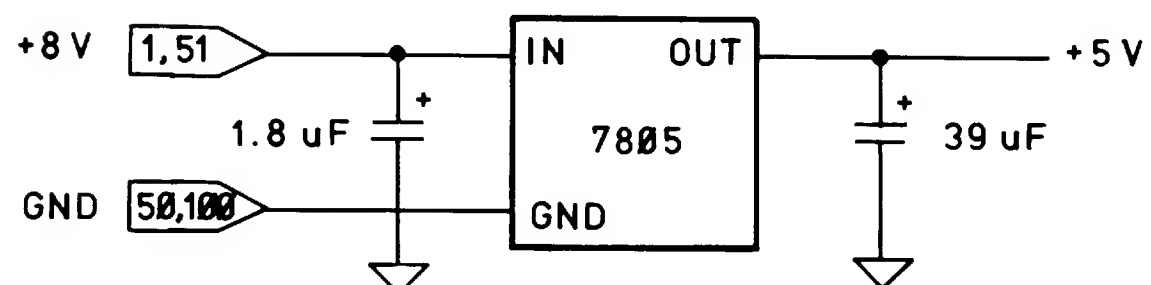 +8 V
1,51
IN
OUT
+5 V
+
+
1.8 uF
7805
39 uF
GND
50,100
GND